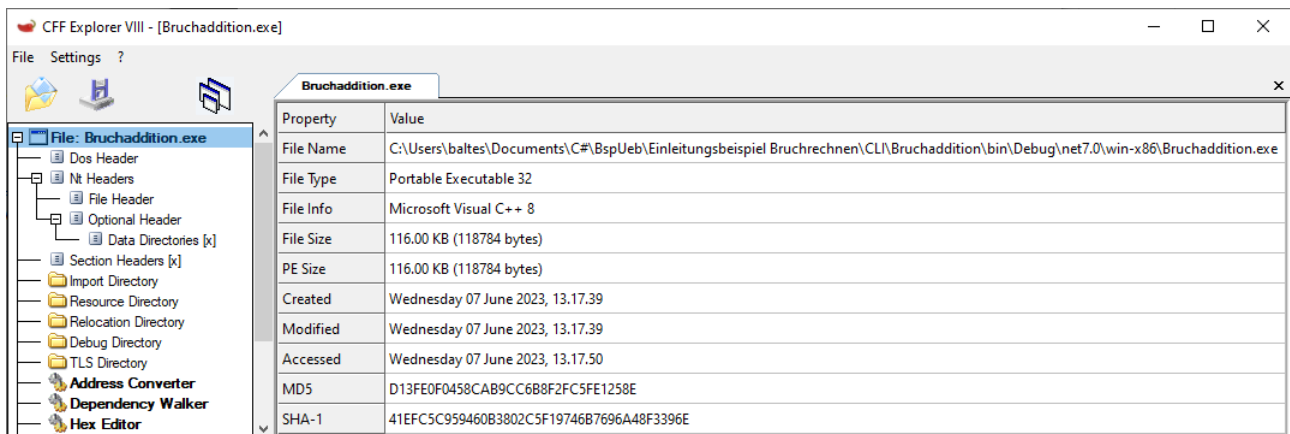 CFF Explorer VIII - [Bruchaddition.exe]
File Settings ?
Bruchaddition.exe
File: Bruchaddition.exe
Dos Header
Nt Headers
File Header
Optional Header
Data Directories [x]
Section Headers [x]
Import Directory
Resource Directory
Relocation Directory
Debug Directory
TLS Directory
Address Converter
Dependency Walker
Hex Editor
Property Value
File Name C:\Users\baltes\Documents\C#\BspUeb\Einleitungsbeispiel Bruchrechnen\CLI\Bruchaddition\bin\Debug\net7.0\win-x86\Bruchaddition.exe
File Type Portable Executable 32
File Info Microsoft Visual C++ 8
File Size 116.00 KB (118784 bytes)
PE Size 116.00 KB (118784 bytes)
Created Wednesday 07 June 2023, 13.17.39
Modified Wednesday 07 June 2023, 13.17.39
Accessed Wednesday 07 June 2023, 13.17.50
MD5 D13FE0F0458CAB9CC6B8F2FC5FE1258E
SHA-1 41EFC5C959460B3802C5F19746B7696A48F3396E